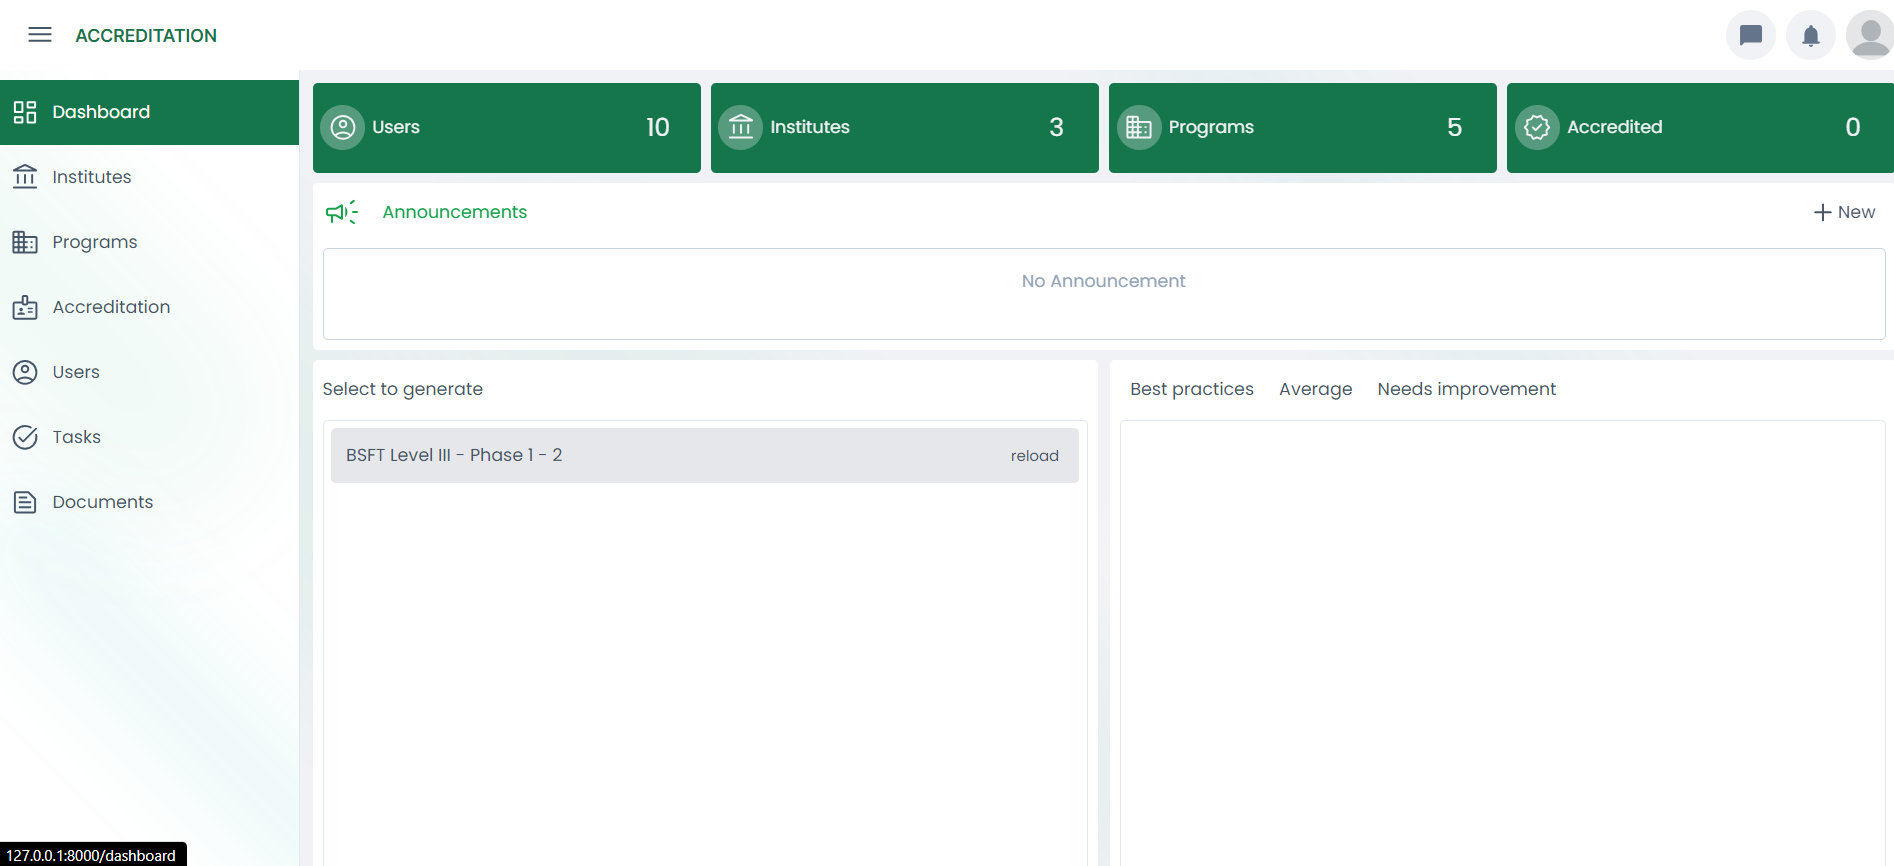 ACCREDITATION
Dashboard
Institutes
Programs
Accreditation
Users
Tasks
Documents
Users 10
Institutes 3
Programs 5
Accredited 0
Announcements
+ New
No Announcement
Select to generate
BSFT Level III - Phase 1 - 2 reload
Best practices Average Needs improvement
127.0.0.1:8000/dashboard